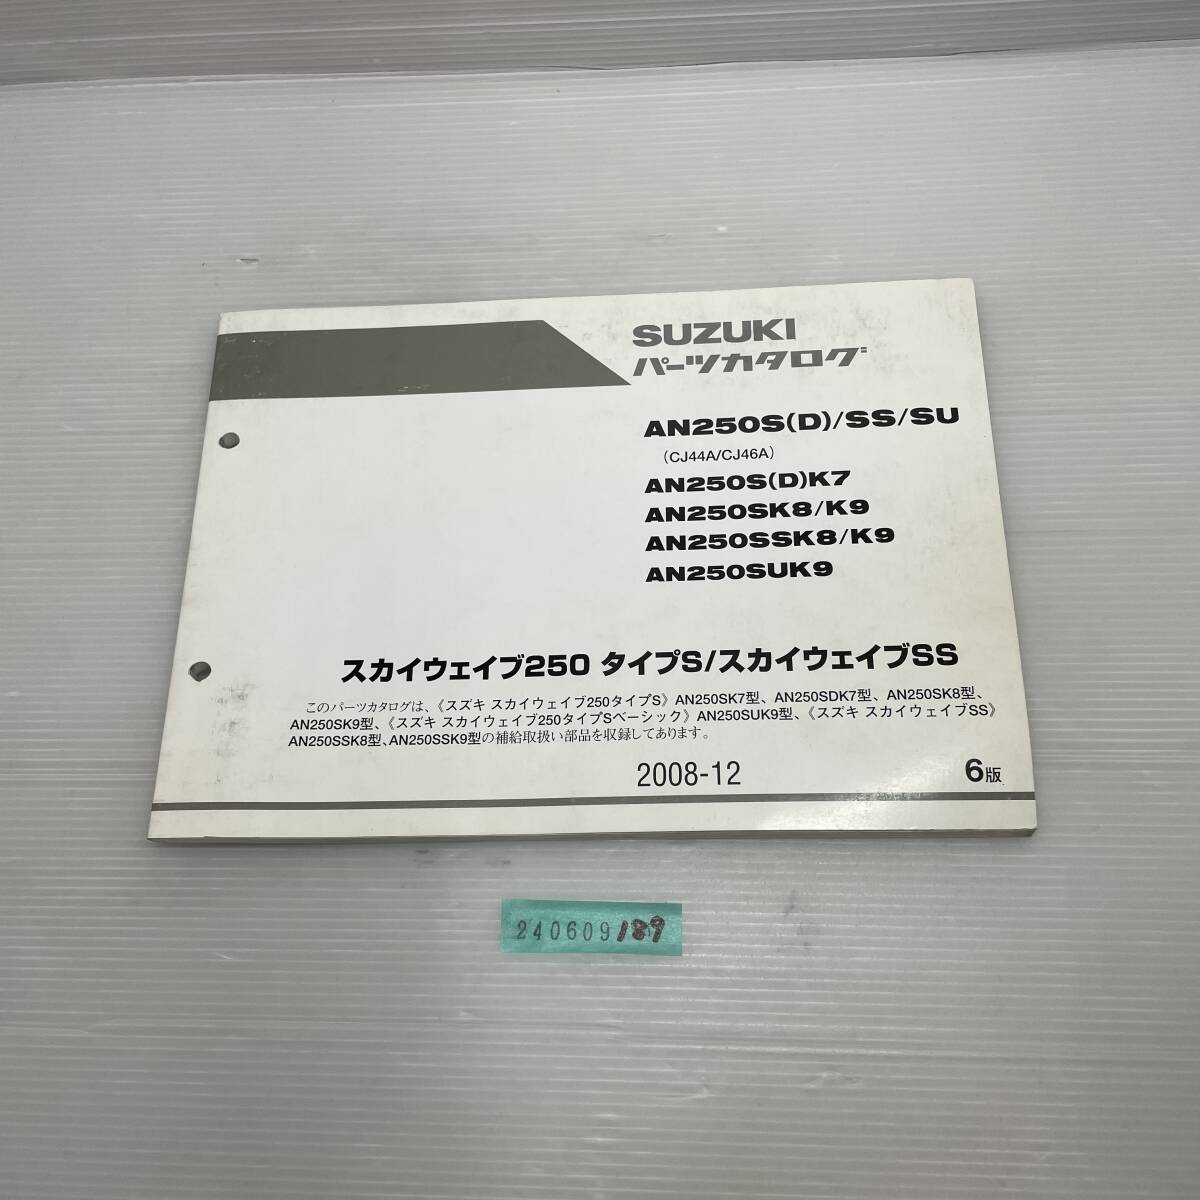 SUZUKI
パーツカタログ
AN250S(D)/SS/SU
(CJ44A/CJ46A)
AN250S(D)K7
AN250SK8/K9
AN250SSK8/K9
AN250SUK9
スカイウェイブ250 タイプS/スカイウェイブSS
このパーツカタログは、《スズキ スカイウェイブ250タイプS》AN250SK7型、AN250SDK7型、AN250SK8型、
AN250SK9型、《スズキ スカイウェイブ250タイプSベーシック》AN250SUK9型、《スズキ スカイウェイブSS》
AN250SSK8型、AN250SSK9型の補給取扱い部品を収録してあります。
2008-12 6版
240609189